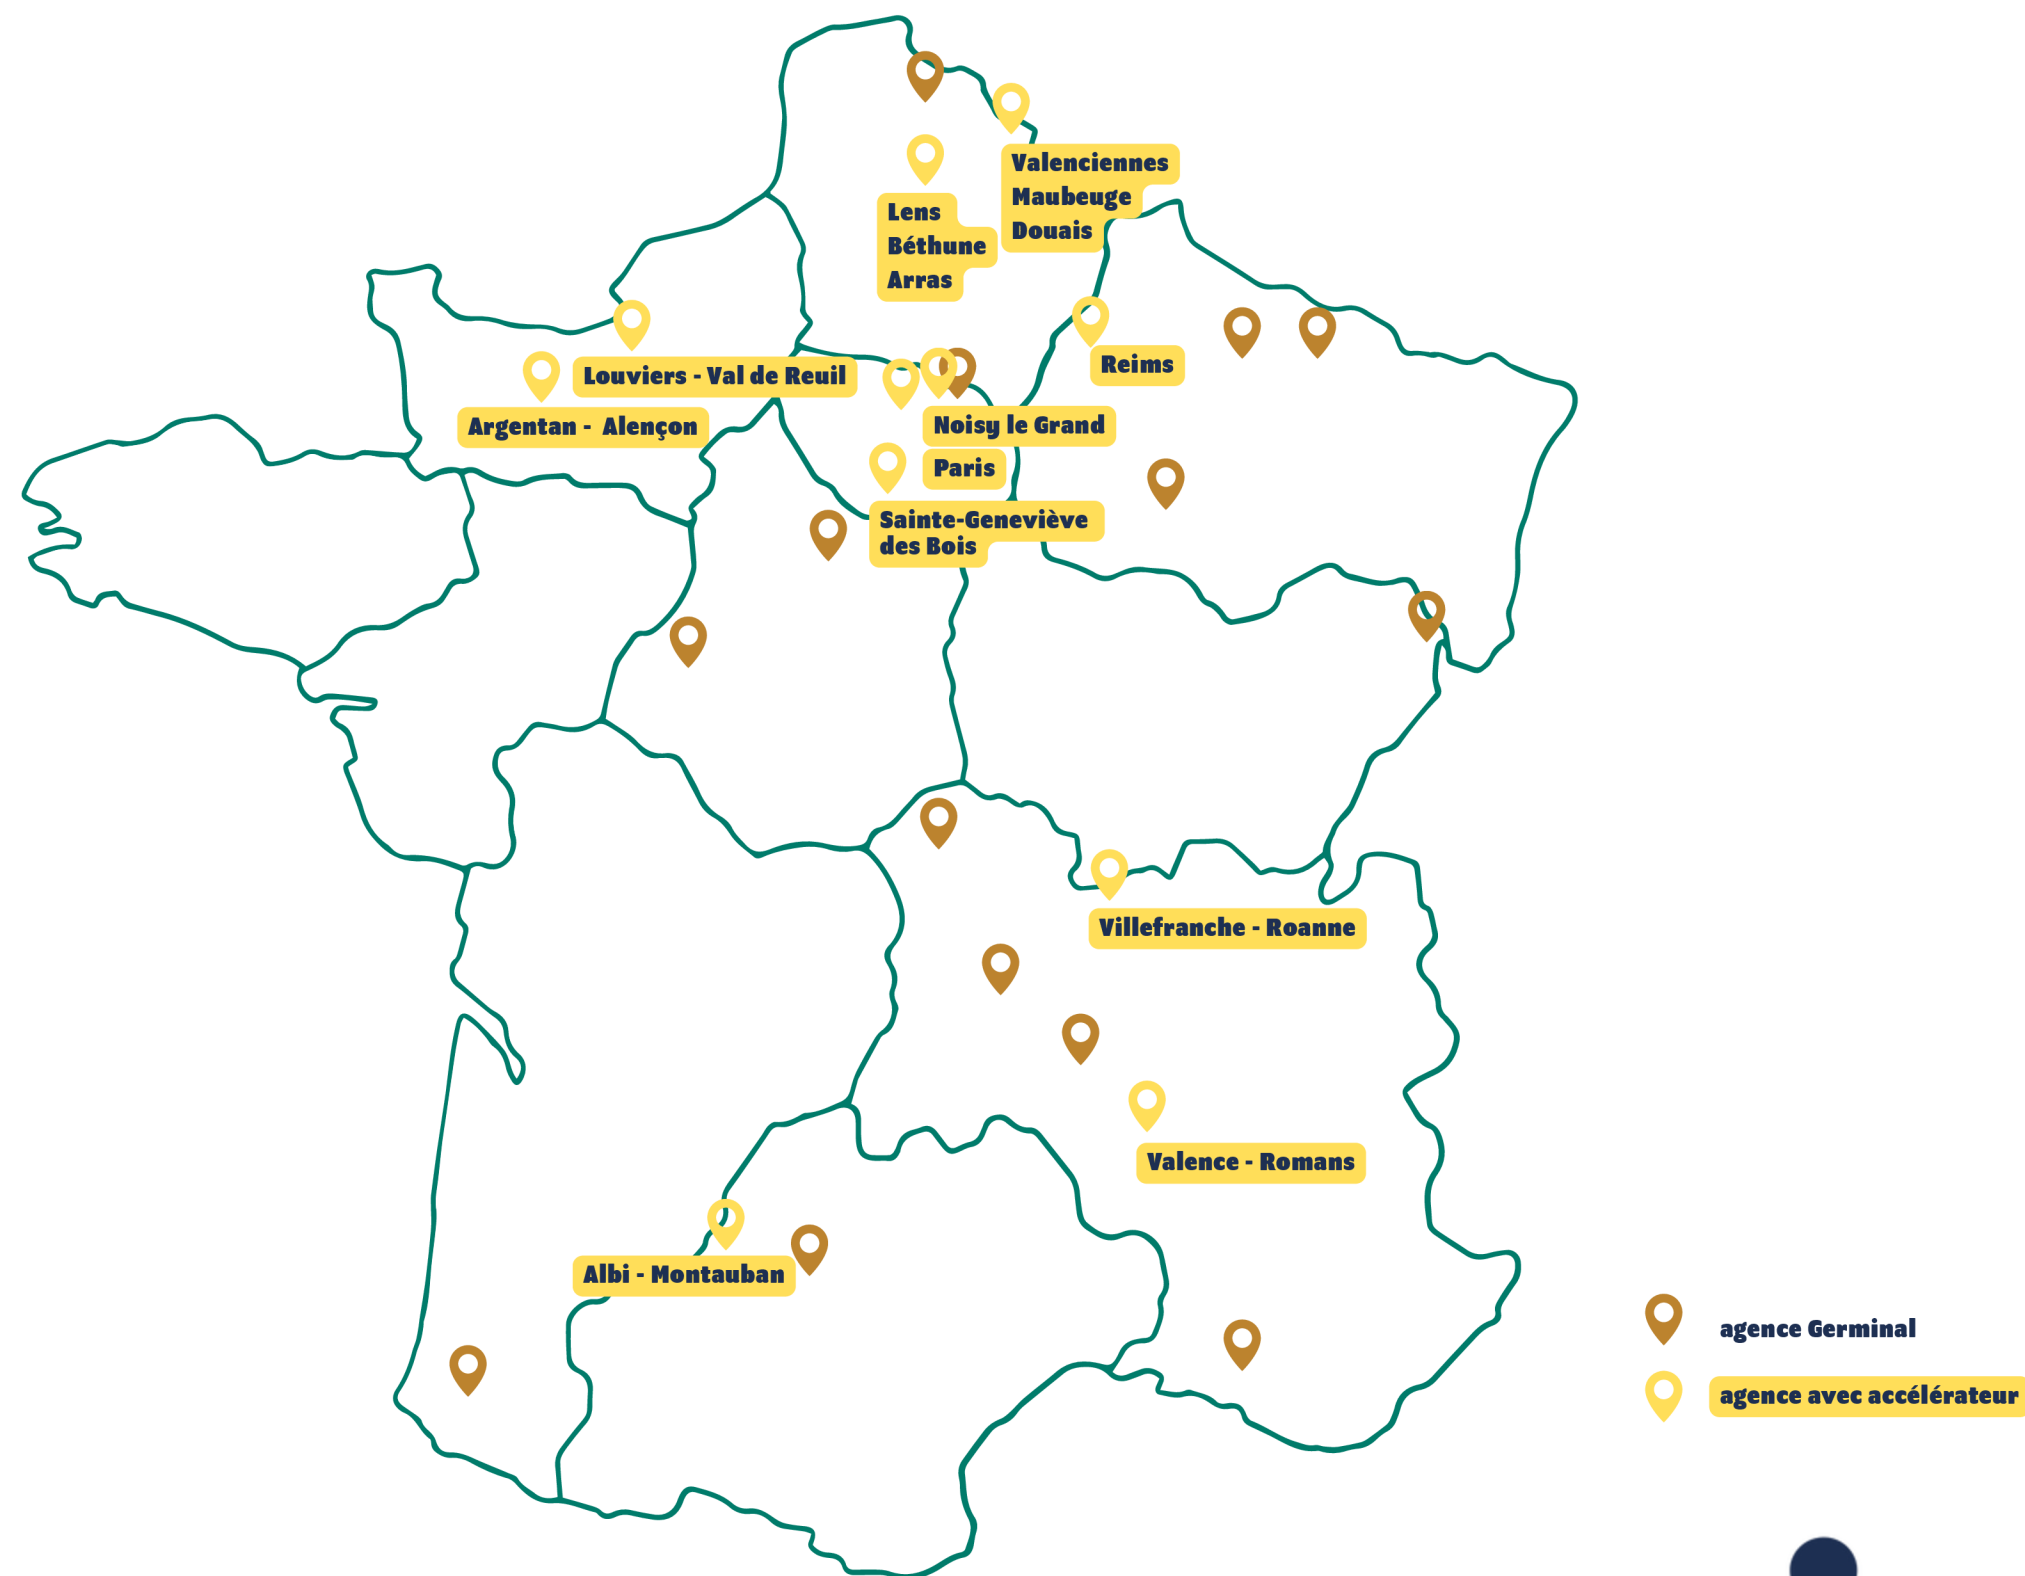 Valenciennes
Maubeuge
Douais
Lens
Béthune
Arras
Reims
Louviers - Val de Reuil
Argentan - Alençon
Noisy le Grand
Paris
Sainte-Geneviève
des Bois
Villefranche - Roanne
Valence - Romans
Albi - Montauban
agence Germinal
agence avec accélérateur